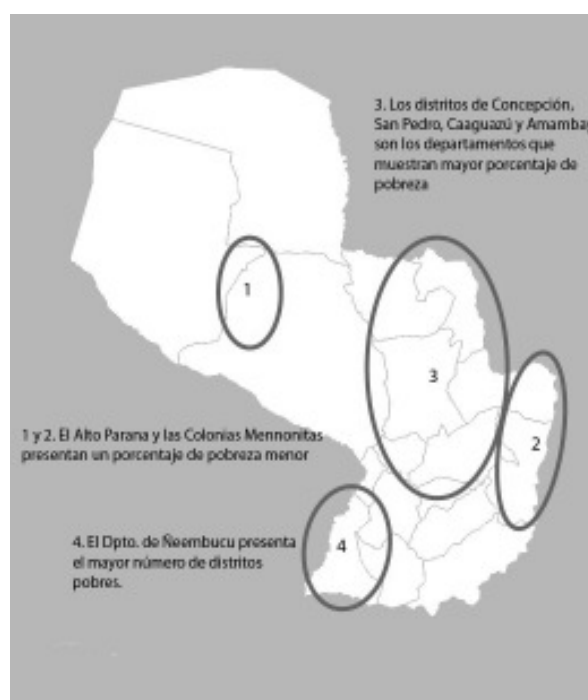 3. Los distritos de Concepción,
San Pedro, Caaguazú y Amambay
son los departamentos que
muestran mayor porcentaje de
pobreza
1
3
2
1 y 2. El Alto Parana y las Colonias Mennonitas
presentan un porcentaje de pobreza menor
4. El Dpto. de Ñeembucu presenta
el mayor número de distritos
pobres.
4